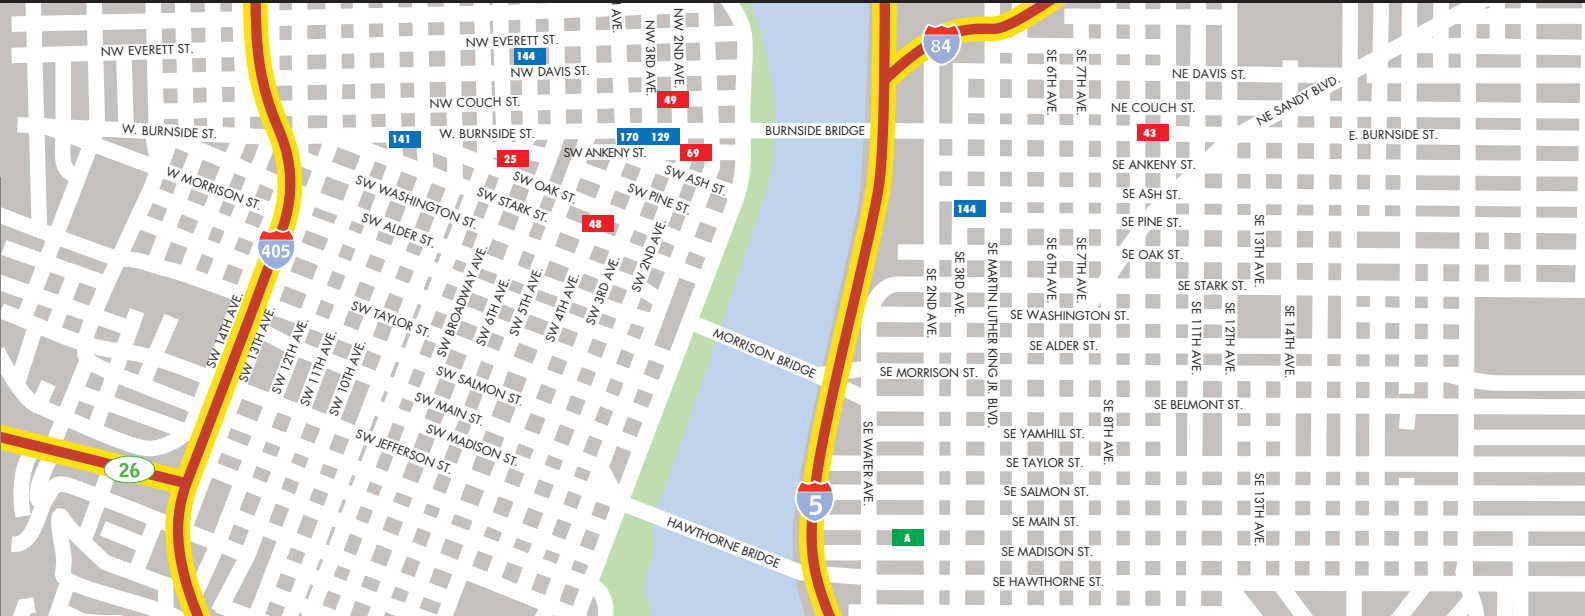 AVE.
NW 3RD AVE.
NW 2ND AVE.
NW EVERETT ST.
NW EVERETT ST.
144
NW DAVIS ST.
NW COUCH ST.
49
W. BURNSIDE ST.
141
W. BURNSIDE ST.
170
129
BURNSIDE BRIDGE
25
SW ANKENY ST.
69
W MORRISON ST.
SW WASHINGTON ST.
SW OAK ST.
SW STARK ST.
SW PINE ST.
SW ASH ST.
SW ALDER ST.
48
405
SW 14TH AVE.
SW 13TH AVE.
SW 12TH AVE.
SW 11TH AVE.
SW 10TH AVE.
SW TAYLOR ST.
SW BROADWAY AVE.
SW 6TH AVE.
SW 5TH AVE.
SW 4TH AVE.
SW 3RD AVE.
SW 2ND AVE.
SW SALMON ST.
SW MAIN ST.
SW MADISON ST.
SW JEFFERSON ST.
26
MORRISON BRIDGE
HAWTHORNE BRIDGE
5
84
SE 6TH AVE.
SE 7TH AVE.
NE DAVIS ST.
NE COUCH ST.
NE SANDY BLVD.
43
E. BURNSIDE ST.
SE ANKENY ST.
SE ASH ST.
144
SE PINE ST.
SE OAK ST.
SE STARK ST.
SE 13TH AVE.
SE 2ND AVE.
SE 3RD AVE.
SE MARTIN LUTHER KING JR. BLVD.
SE 6TH AVE.
SE 7TH AVE.
SE WASHINGTON ST.
SE ALDER ST.
SE 11TH AVE.
SE 12TH AVE.
SE 14TH AVE.
SE MORRISON ST.
SE BELMONT ST.
SE 8TH AVE.
SE WATER AVE.
SE YAMHILL ST.
SE TAYLOR ST.
SE SALMON ST.
SE 13TH AVE.
SE MAIN ST.
A
SE MADISON ST.
SE HAWTHORNE ST.